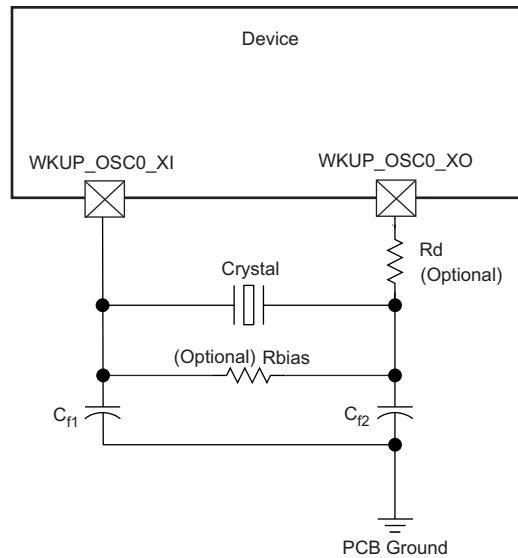 Device
WKUP_OSC0_XI
WKUP_OSC0_XO
Rd
(Optional)
Crystal
(Optional) Rbias
Cf1
Cf2
PCB Ground